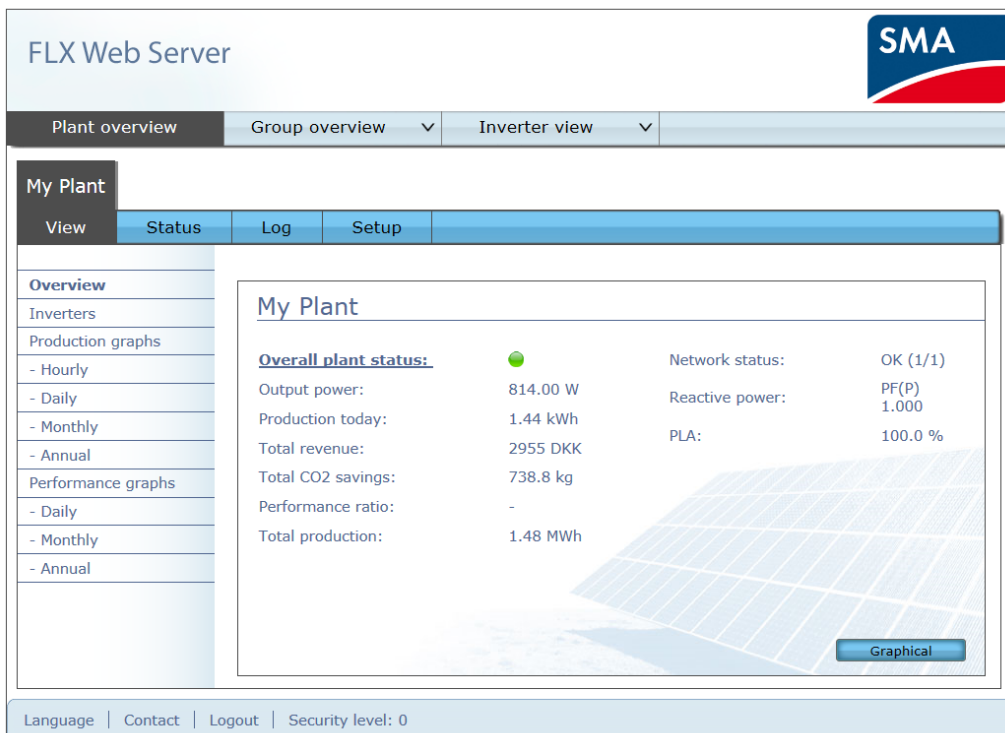 FLX Web Server
SMA
Plant overview
Group overview
Inverter view
My Plant
View
Status
Log
Setup
Overview
Inverters
Production graphs
- Hourly
- Daily
- Monthly
- Annual
Performance graphs
- Daily
- Monthly
- Annual
My Plant
Overall plant status:
Output power: 814.00 W
Production today: 1.44 kWh
Total revenue: 2955 DKK
Total CO2 savings: 738.8 kg
Performance ratio: -
Total production: 1.48 MWh
Network status: OK (1/1)
Reactive power: PF(P)
1.000
PLA: 100.0 %
Graphical
Language | Contact | Logout | Security level: 0